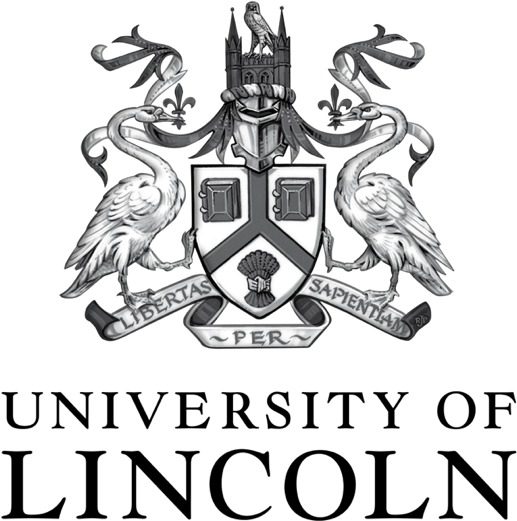 LIBERTAS PER SAPIENTIAM
UNIVERSITY OF
LINCOLN